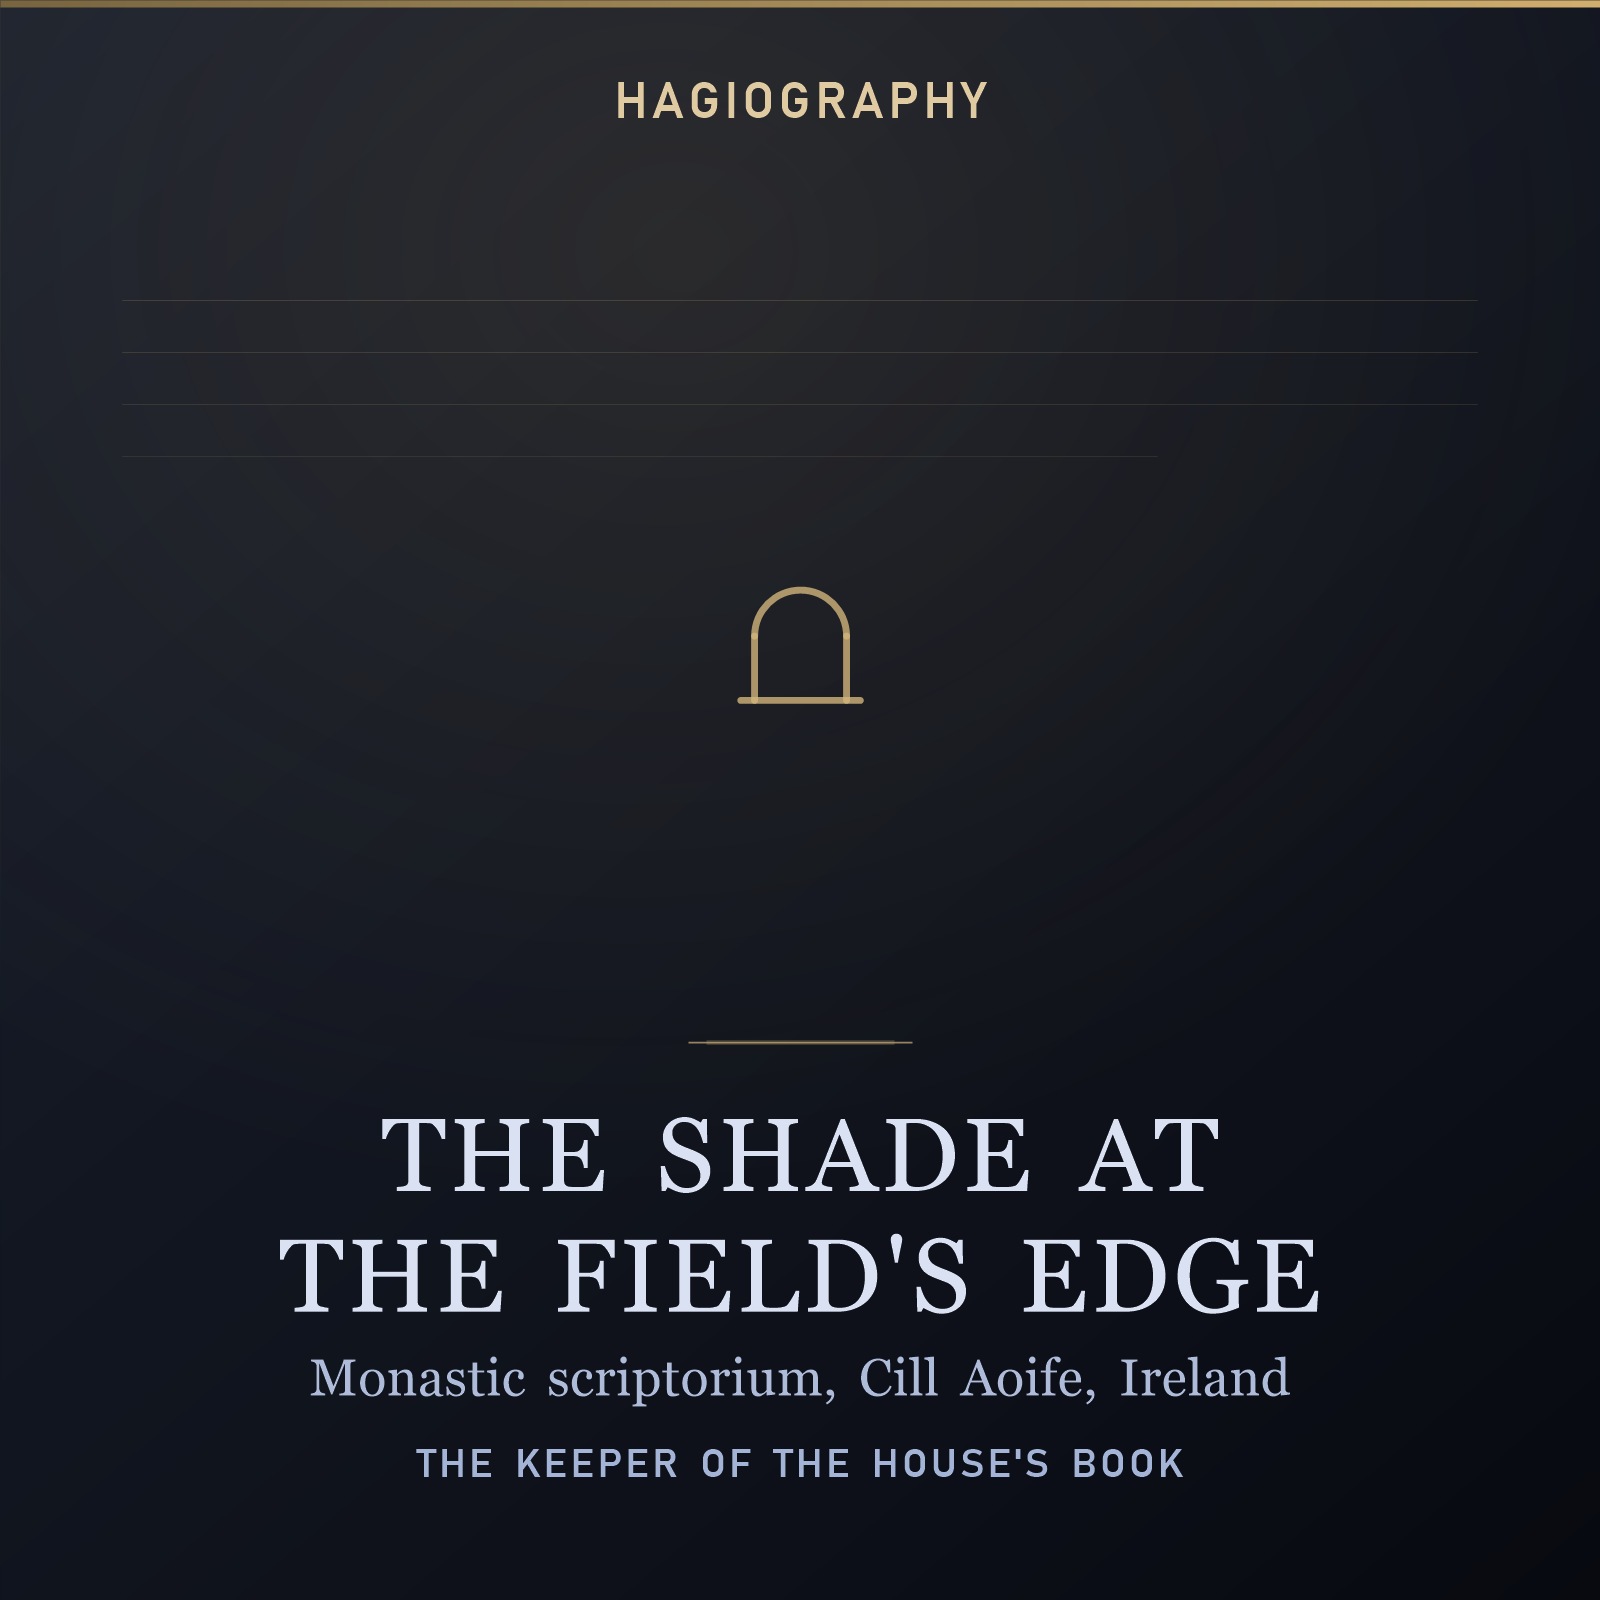 HAGIOGRAPHY
THE SHADE AT
THE FIELD'S EDGE
Monastic scriptorium, Cill Aoife, Ireland
THE KEEPER OF THE HOUSE'S BOOK